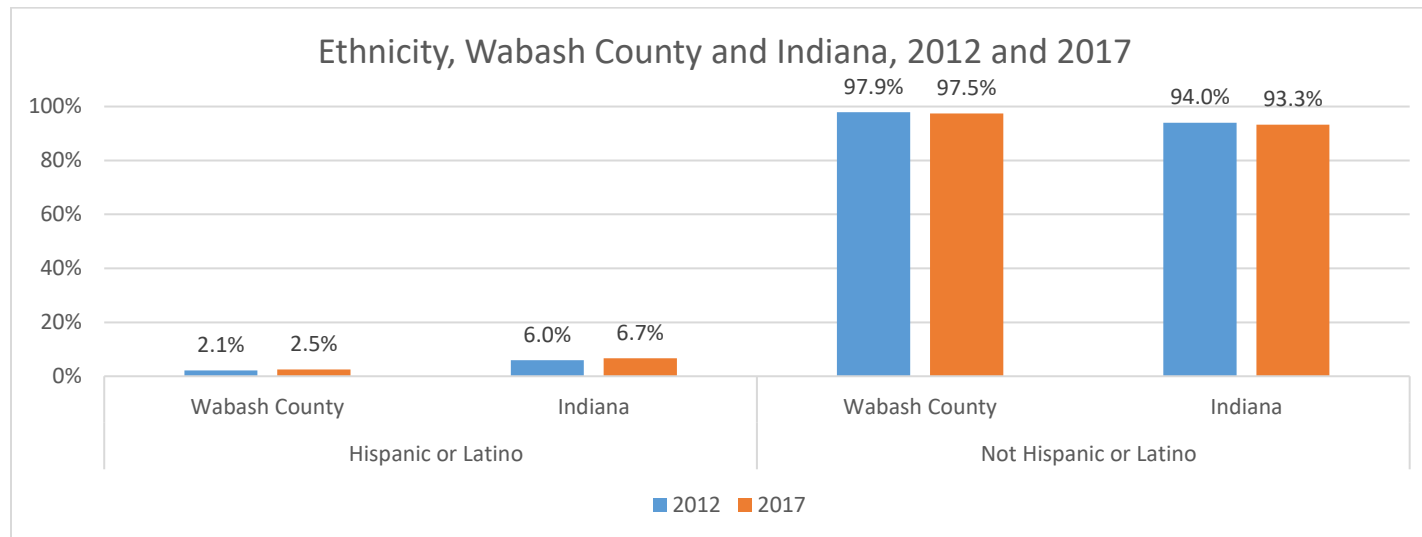 Ethnicity, Wabash County and Indiana, 2012 and 2017
97.9% 97.5% 94.0% 93.3%
100%
80%
60%
40%
20%
2.1% 2.5% 6.0% 6.7%
0%
Wabash County Indiana Wabash County Indiana
Hispanic or Latino Not Hispanic or Latino
2012 2017